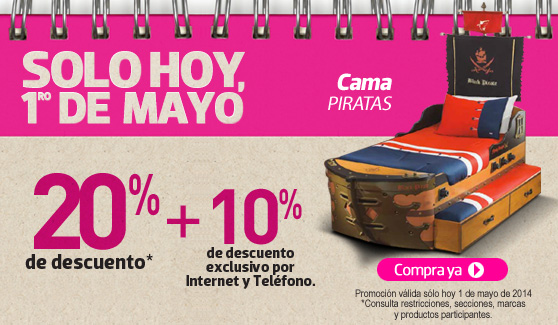 SOLO HOY,
1RO DE MAYO
Cama
PIRATAS
Black Pirate
20% + 10%
de descuento*
de descuento
exclusivo por
Internet y Teléfono.
Compra ya
Promoción válida sólo hoy 1 de mayo de 2014
*Consulta restricciones, secciones, marcas
y productos participantes.